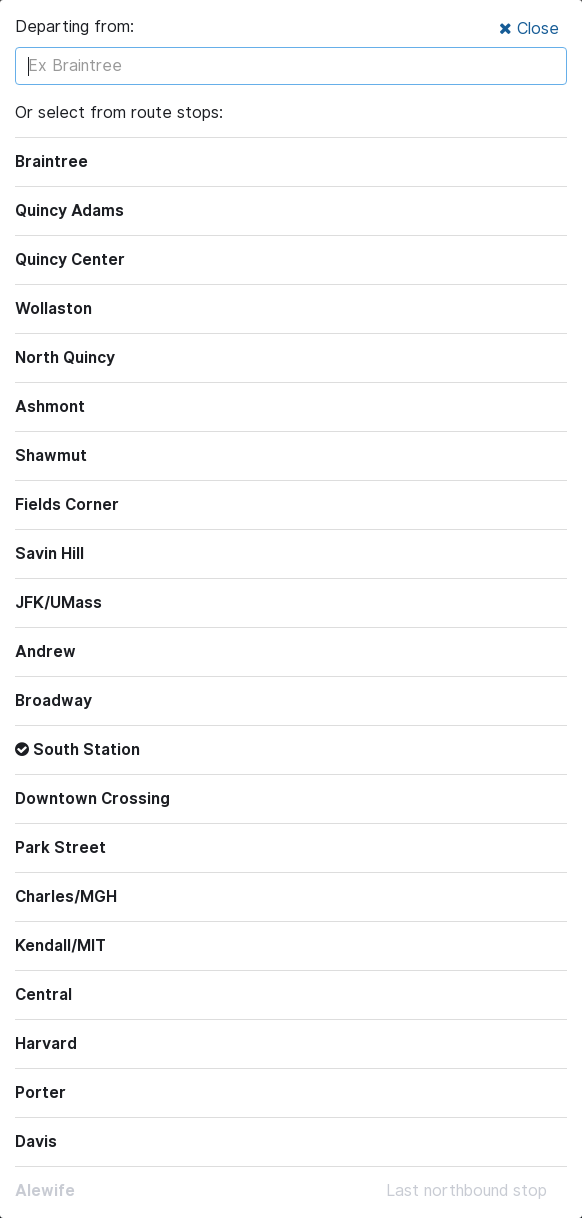 Departing from:
Close
Ex Braintree
Or select from route stops:
Braintree
Quincy Adams
Quincy Center
Wollaston
North Quincy
Ashmont
Shawmut
Fields Corner
Savin Hill
JFK/UMass
Andrew
Broadway
South Station
Downtown Crossing
Park Street
Charles/MGH
Kendall/MIT
Central
Harvard
Porter
Davis
Alewife Last northbound stop